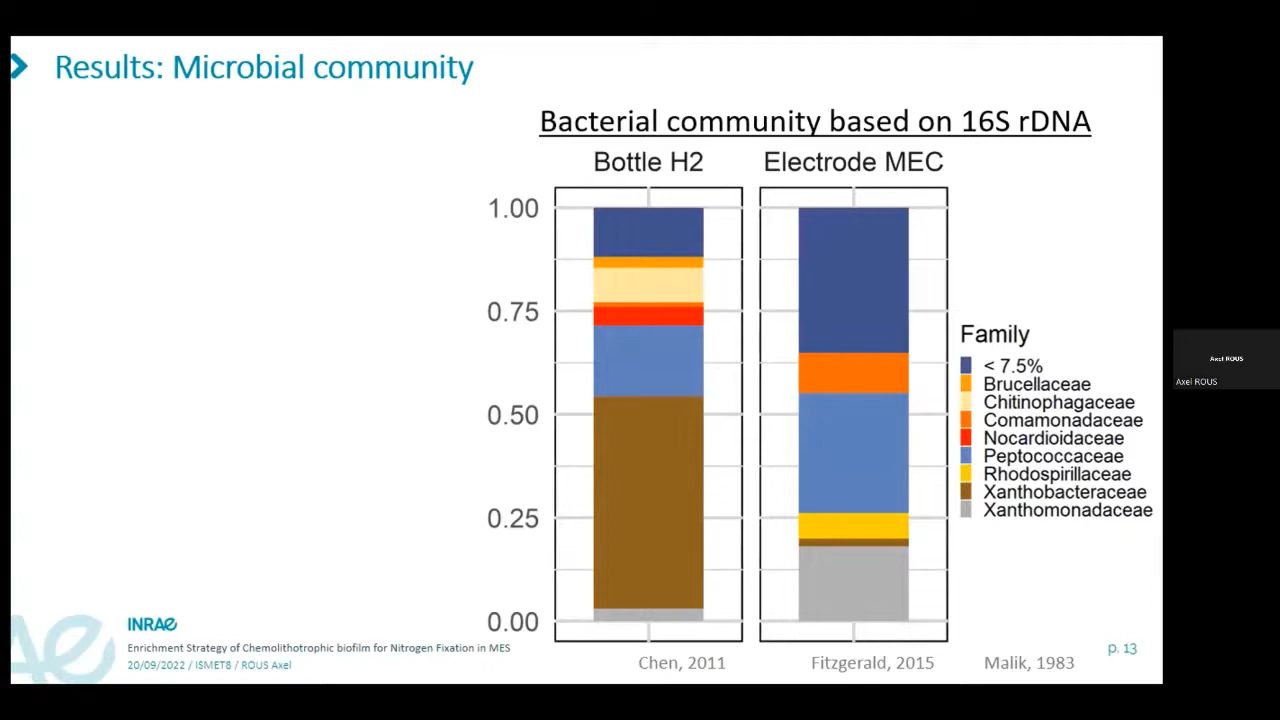 Results: Microbial community
Bacterial community based on 16S rDNA
Bottle H2
Electrode MEC
1.00
0.75
0.50
0.25
0.00
Family
< 7.5%
Brucellaceae
Chitinophagaceae
Comamonadaceae
Nocardioidaceae
Peptococcaceae
Rhodospirillaceae
Xanthobacteraceae
Xanthomonadaceae
Axel ROUS
Axel ROUS
INRAE
Enrichment Strategy of Chemolithotrophic biofilm for Nitrogen Fixation in MES
20/09/2022 / ISMET8 / ROUS Axel
Chen, 2011
Fitzgerald, 2015
Malik, 1983
p. 13